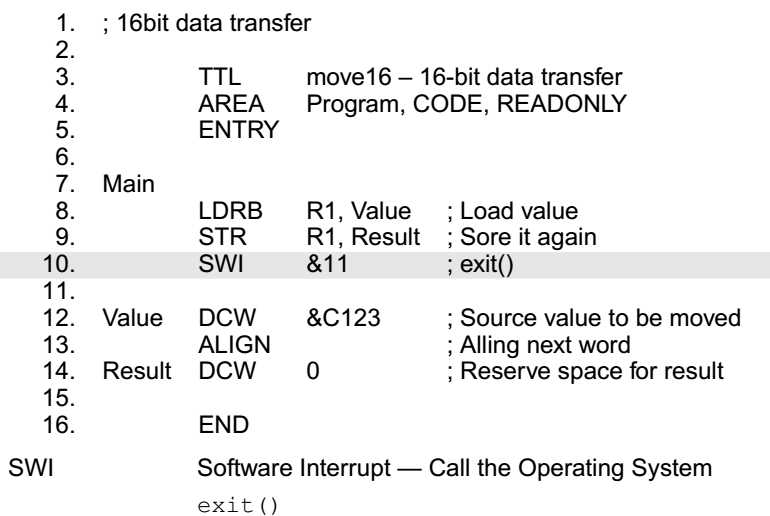 1. ; 16bit data transfer
2.
3. TTL move16 – 16-bit data transfer
4. AREA Program, CODE, READONLY
5. ENTRY
6.
7. Main
8. LDRB R1, Value ; Load value
9. STR R1, Result ; Sore it again
10. SWI &11 ; exit()
11.
12. Value DCW &C123 ; Source value to be moved
13. ALIGN ; Alling next word
14. Result DCW 0 ; Reserve space for result
15.
16. END
SWI Software Interrupt — Call the Operating System
exit()